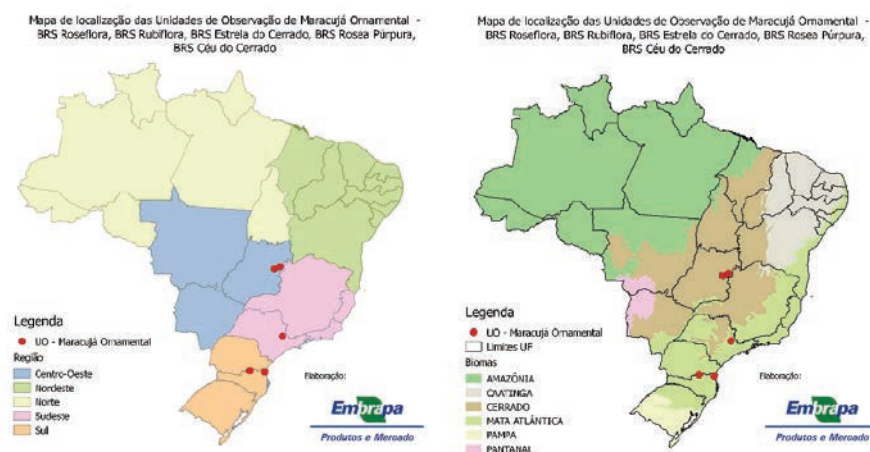 Mapa de localização das Unidades de Observação de Maracujá Ornamental -
BRS Roseflora, BRS Rubiflora, BRS Estrela do Cerrado, BRS Rosea Púrpura,
BRS Céu do Cerrado
Legenda
UO - Maracujá Ornamental
Região
Centro-Oeste
Nordeste
Norte
Sudeste
Sul
Elaboração:
Embrapa
Produtos e Mercado
Mapa de localização das Unidades de Observação de Maracujá Ornamental -
BRS Roseflora, BRS Rubiflora, BRS Estrela do Cerrado, BRS Rosea Púrpura,
BRS Céu do Cerrado
Legenda
UO - Maracujá Ornamental
Limites UF
Biomas
AMAZÔNIA
CAATINGA
CERRADO
MATA ATLÂNTICA
PAMPA
PANTANAL
Elaboração:
Embrapa
Produtos e Mercado